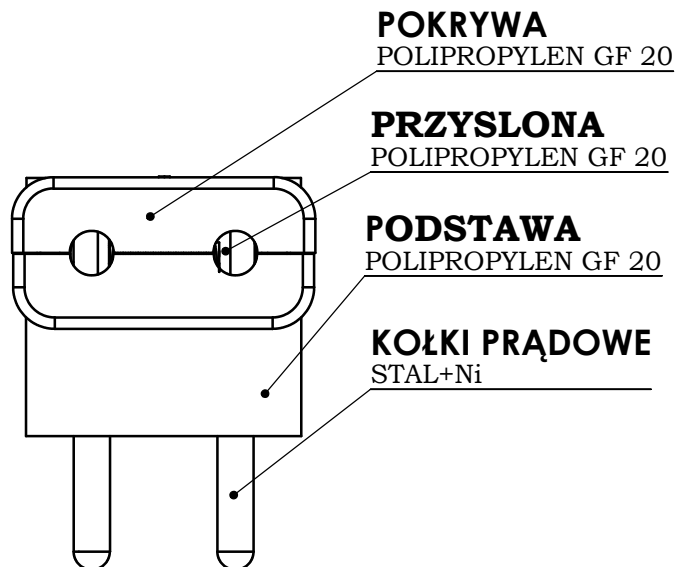 POKRYWA
POLIPROPYLEN GF 20
PRZYSLONA
POLIPROPYLEN GF 20
PODSTAWA
POLIPROPYLEN GF 20
KOŁKI PRĄDOWE
STAL+Ni